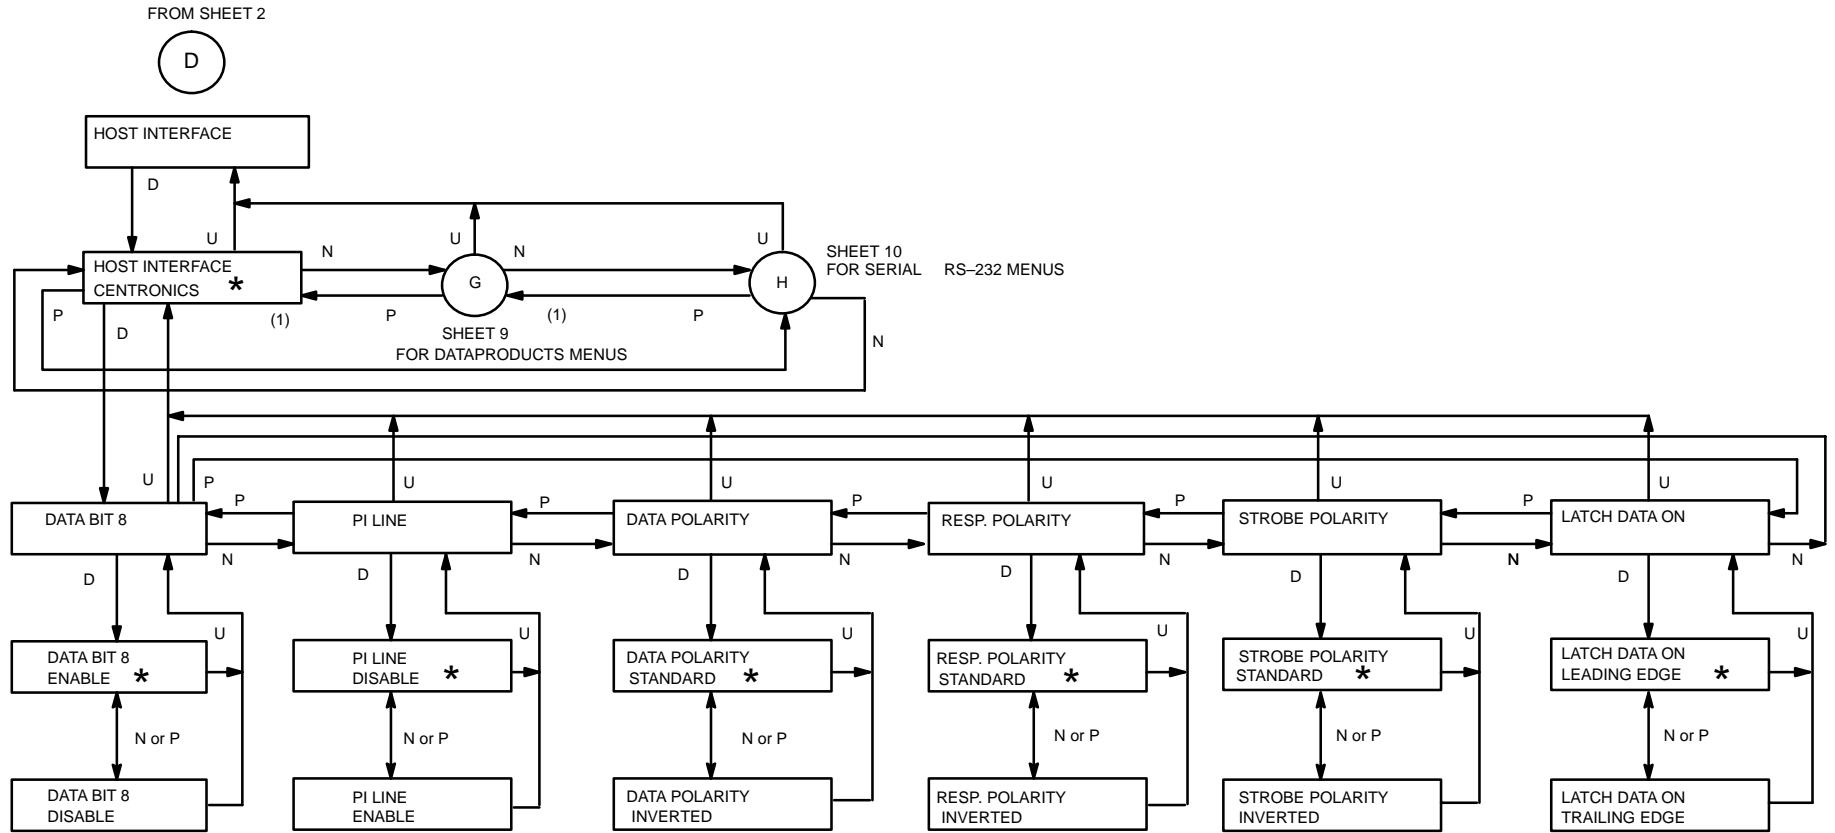 FROM SHEET 2
D
HOST INTERFACE
D
U
N
U
N
U
SHEET 10
FOR SERIAL RS–232 MENUS
HOST INTERFACE
CENTRONICS *
G
H
P
D
(1)
P
(1)
P
N
SHEET 9
FOR DATAPRODUCTS MENUS
U
P
P
U
P
U
P
U
P
U
P
U
DATA BIT 8
PI LINE
DATA POLARITY
RESP. POLARITY
STROBE POLARITY
LATCH DATA ON
N
N
N
N
N
N
D
D
D
D
D
D
U
U
U
U
U
U
DATA BIT 8
ENABLE *
PI LINE
DISABLE *
DATA POLARITY
STANDARD *
RESP. POLARITY
STANDARD *
STROBE POLARITY
STANDARD *
LATCH DATA ON
LEADING EDGE *
N or P
N or P
N or P
N or P
N or P
N or P
DATA BIT 8
DISABLE
PI LINE
ENABLE
DATA POLARITY
INVERTED
RESP. POLARITY
INVERTED
STROBE POLARITY
INVERTED
LATCH DATA ON
TRAILING EDGE